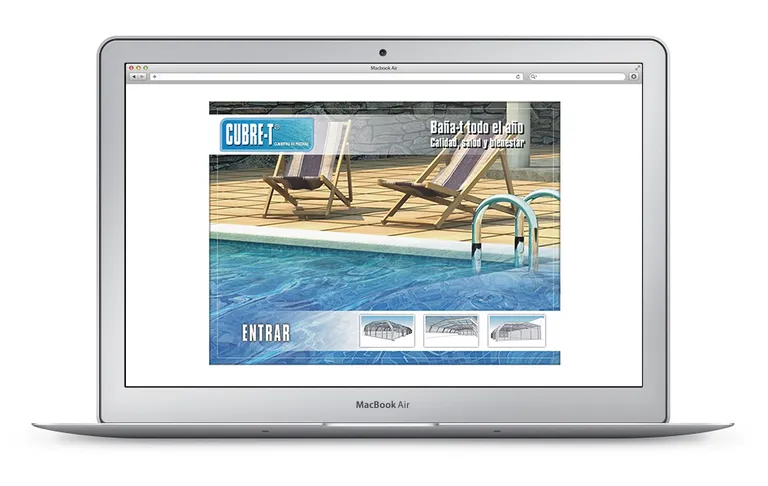 Macbook Air
CUBRE-T
Baña-t todo el año
Calidad, salud y bienestar
ENTRAR
MacBook Air